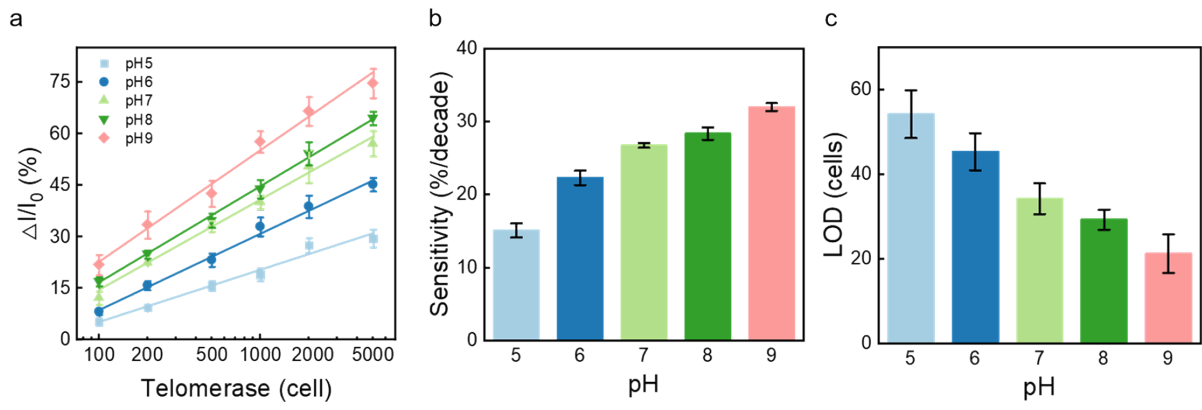 a
△I/I0 (%)
75
60
45
30
15
0
pH5
pH6
pH7
pH8
pH9
100 200 500 1000 2000 5000
Telomerase (cell)
b
Sensitivity (%/decade)
40
30
20
10
0
5 6 7 8 9
pH
c
LOD (cells)
60
40
20
0
5 6 7 8 9
pH